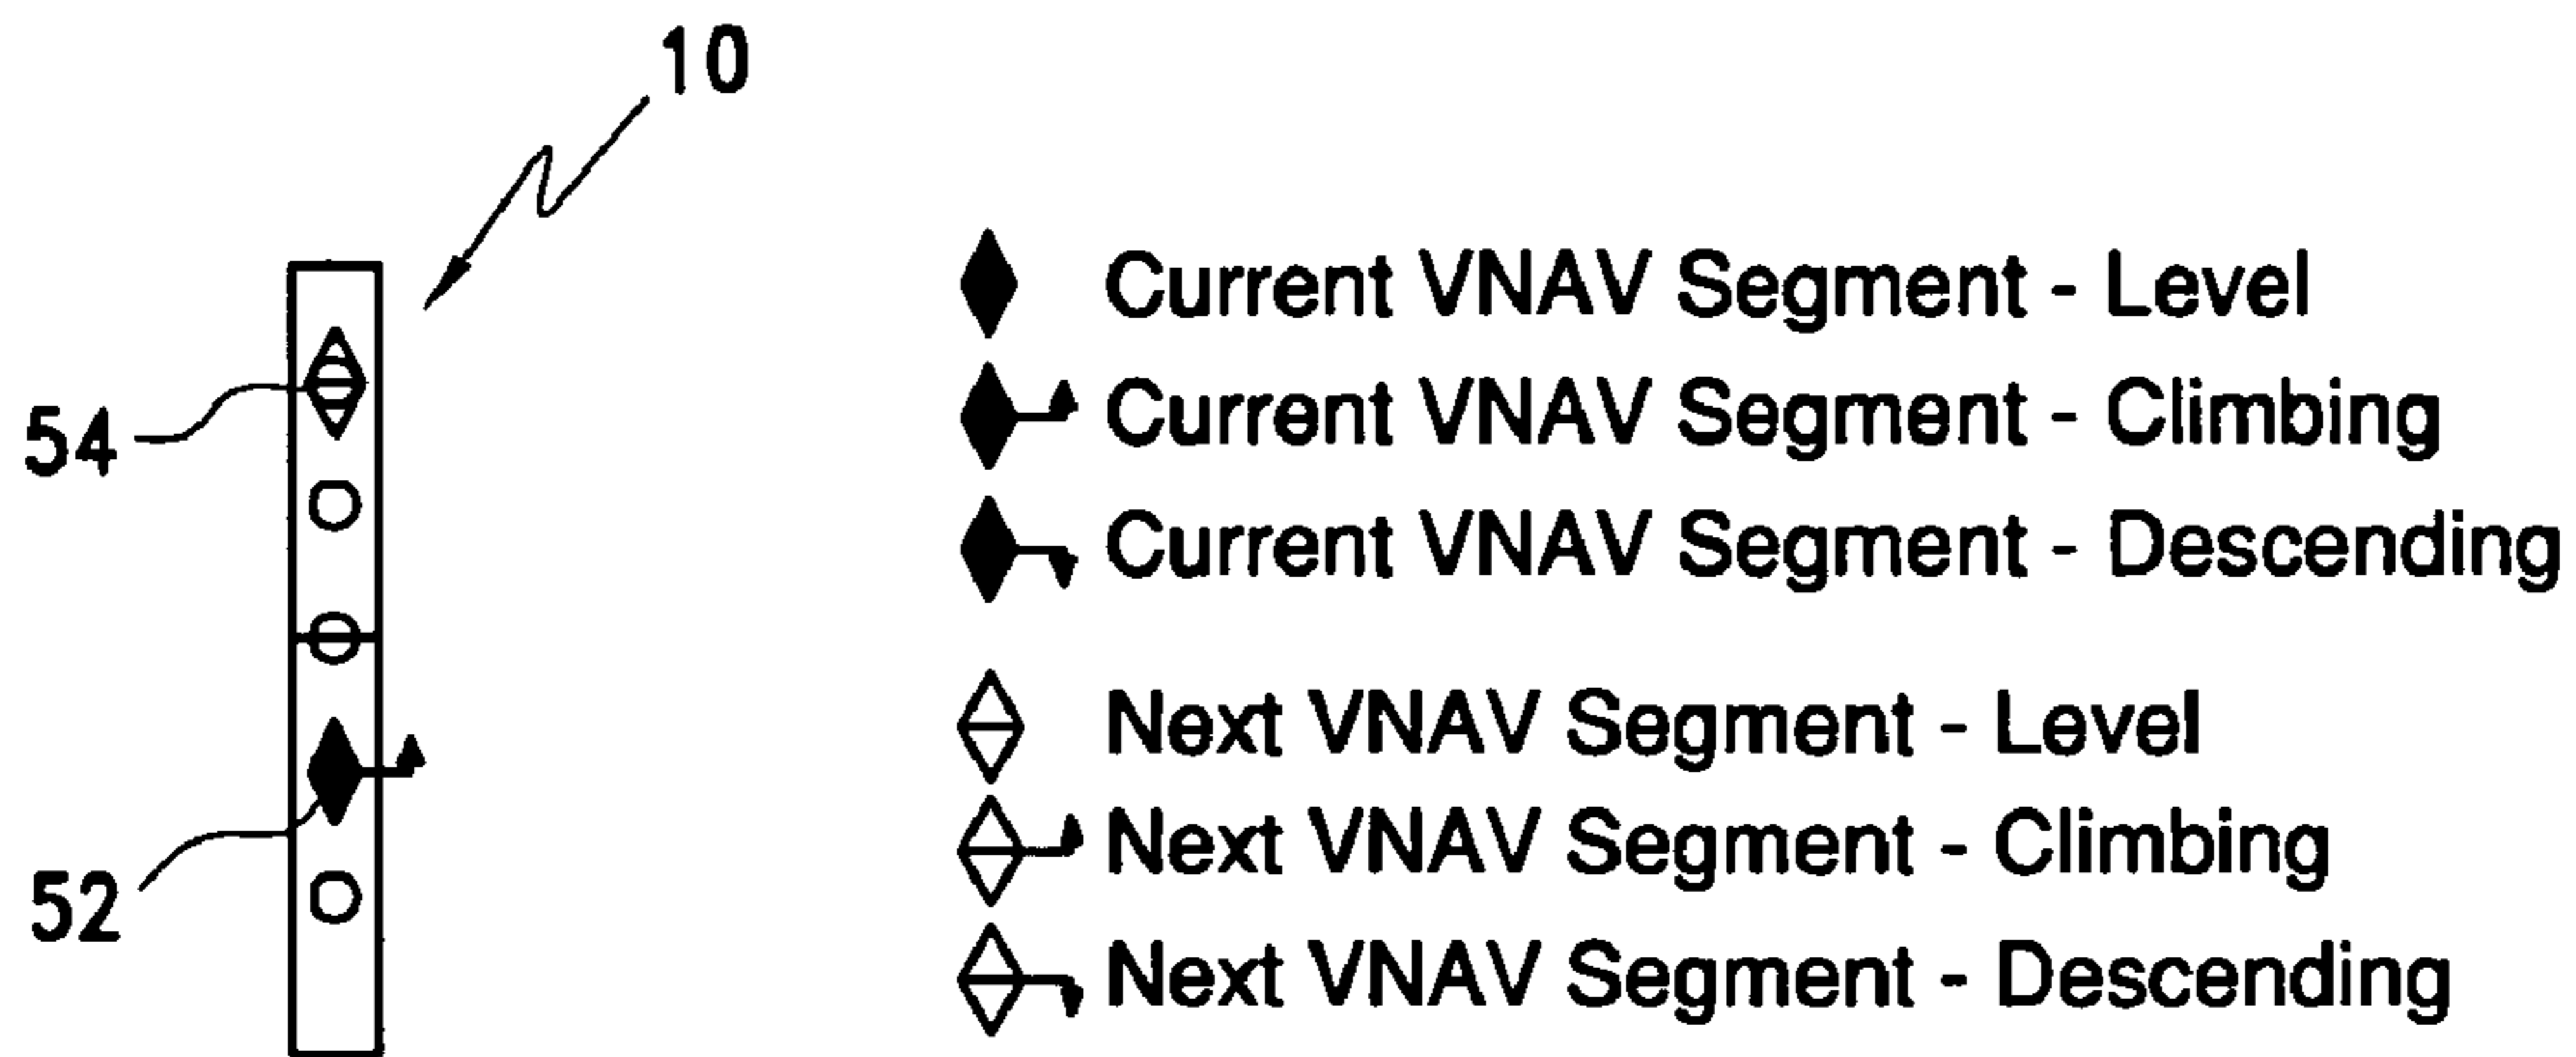 10
54
52
Current VNAV Segment - Level
Current VNAV Segment - Climbing
Current VNAV Segment - Descending
Next VNAV Segment - Level
Next VNAV Segment - Climbing
Next VNAV Segment - Descending